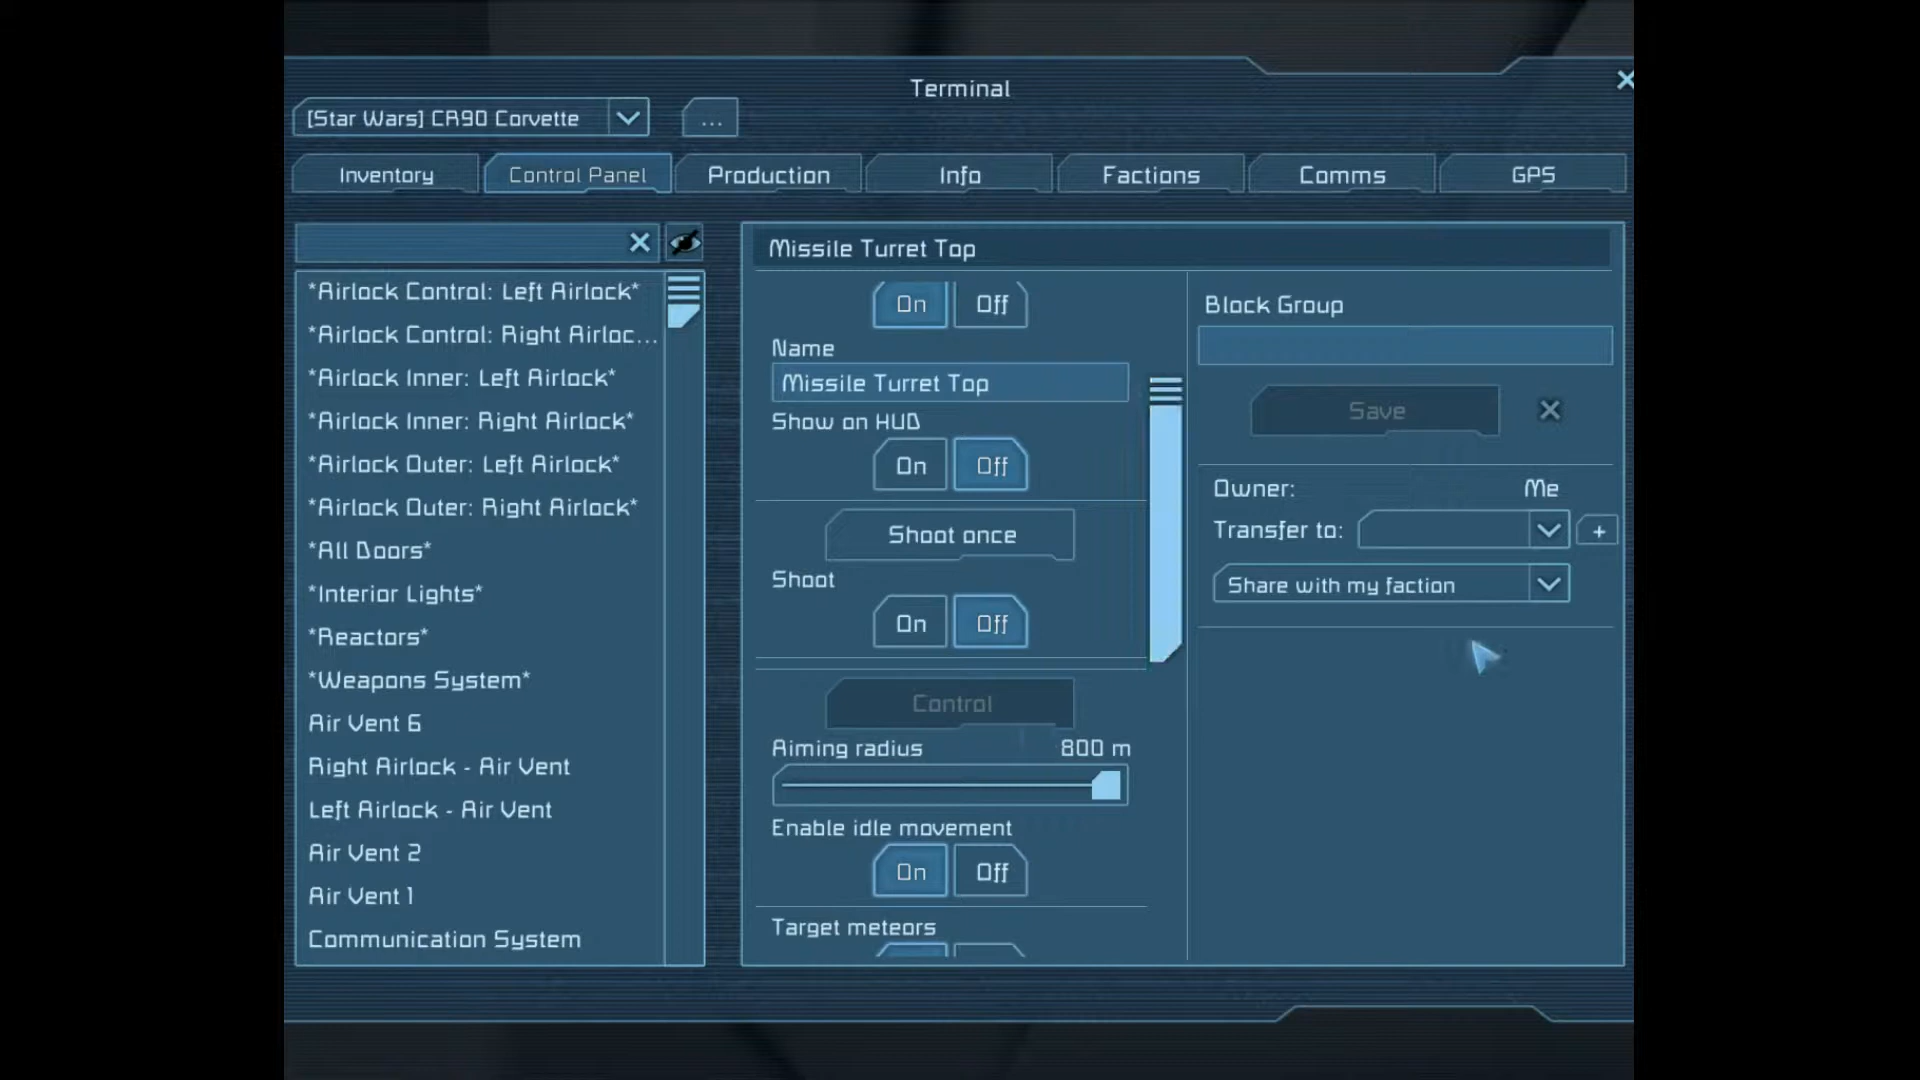 Terminal
[Star Wars] CR90 Corvette
...
Inventory
Control Panel
Production
Info
Factions
Comms
GPS
*Airlock Control: Left Airlock*
*Airlock Control: Right Airloc...
*Airlock Inner: Left Airlock*
*Airlock Inner: Right Airlock*
*Airlock Outer: Left Airlock*
*Airlock Outer: Right Airlock*
*All Doors*
*Interior Lights*
*Reactors*
*Weapons System*
Air Vent 6
Right Airlock - Air Vent
Left Airlock - Air Vent
Air Vent 2
Air Vent 1
Communication System
Missile Turret Top
On Off
Name
Missile Turret Top
Show on HUD
On Off
Shoot once
Shoot
On Off
Control
Aiming radius 800 m
Enable idle movement
On Off
Target meteors
Block Group
Save
Owner: Me
Transfer to:
+
Share with my faction